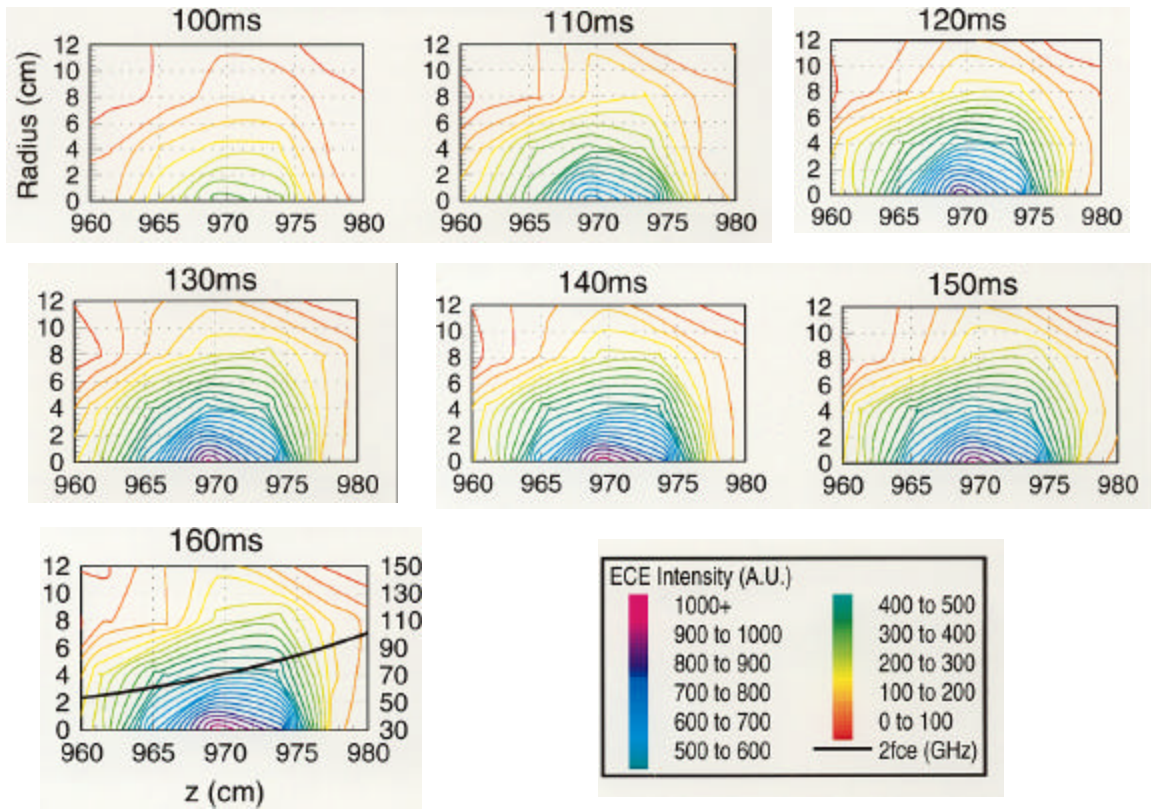 100ms
110ms
120ms
Radius (cm)
12
10
8
6
4
2
0
960 965 970 975 980
12
10
8
6
4
2
0
960 965 970 975 980
12
10
8
6
4
2
0
960 965 970 975 980
130ms
140ms
150ms
12
10
8
6
4
2
0
960 965 970 975 980
12
10
8
6
4
2
0
960 965 970 975 980
12
10
8
6
4
2
0
960 965 970 975 980
160ms
12 150
10 130
8 110
6 90
4 70
2 50
0 30
960 965 970 975 980
z (cm)
ECE Intensity (A.U.)
1000+
900 to 1000
800 to 900
700 to 800
600 to 700
500 to 600
400 to 500
300 to 400
200 to 300
100 to 200
0 to 100
2fce (GHz)